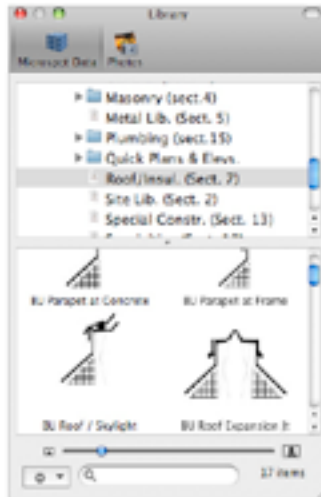 Library
Microspot Data Photos
Masonry (sect.4)
Metal Lib. (Sect. 5)
Plumbing (sect.15)
Quick Plans & Elevs.
Roof/Insul. (Sect. 7)
Site Lib. (Sect. 2)
Special Constr. (Sect. 13)
BU Parapet at Concrete
BU Parapet at Frame
BU Roof / Skylight
BU Roof Expansion Jt
17 items